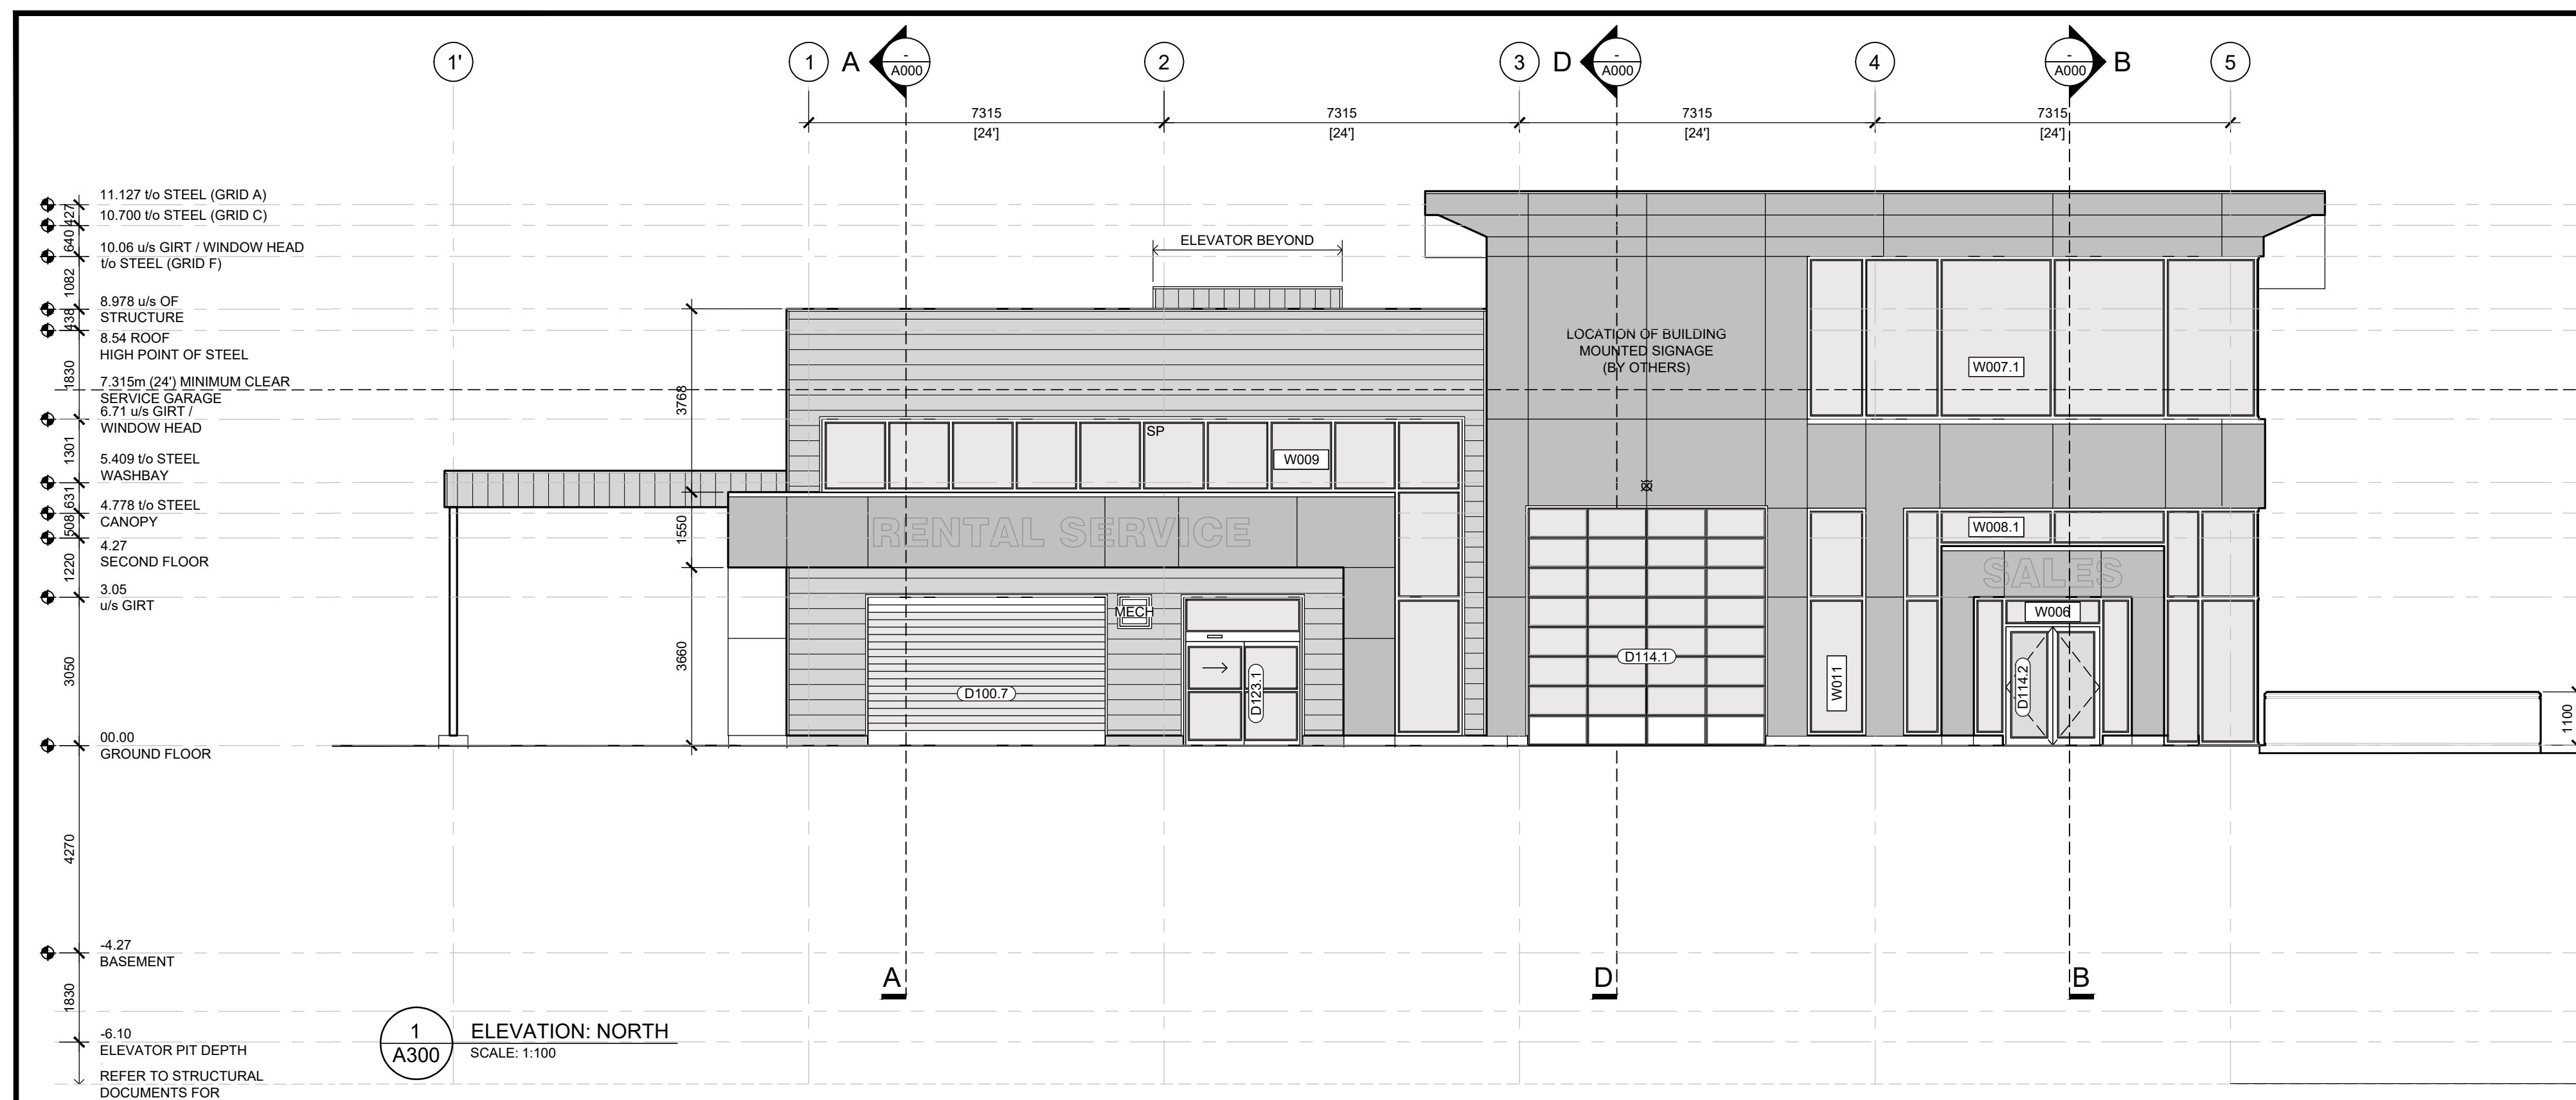 1'
1
A
-
A000
2
3
D
-
A000
4
-
A000
B
5
7315
[24']
7315
[24']
7315
[24']
7315
[24']
11.127 t/o STEEL (GRID A)
427
10.700 t/o STEEL (GRID C)
640
10.06 u/s GIRT / WINDOW HEAD
t/o STEEL (GRID F)
1082
8.978 u/s OF
STRUCTURE
438
8.54 ROOF
HIGH POINT OF STEEL
1830
7.315m (24') MINIMUM CLEAR
SERVICE GARAGE
6.71 u/s GIRT /
WINDOW HEAD
1301
5.409 t/o STEEL
WASHBAY
631
4.778 t/o STEEL
CANOPY
508
4.27
SECOND FLOOR
1220
3.05
u/s GIRT
3050
00.00
GROUND FLOOR
4270
-4.27
BASEMENT
1830
-6.10
ELEVATOR PIT DEPTH
REFER TO STRUCTURAL
DOCUMENTS FOR
ELEVATOR BEYOND
3768
1550
3660
LOCATION OF BUILDING
MOUNTED SIGNAGE
(BY OTHERS)
W007.1
SP
W009
RENTAL SERVICE
W008.1
SALES
MECH
W006
D100.7
D123.1
D114.1
W011
D114.2
1100
A
D
B
1
A300
ELEVATION: NORTH
SCALE: 1:100